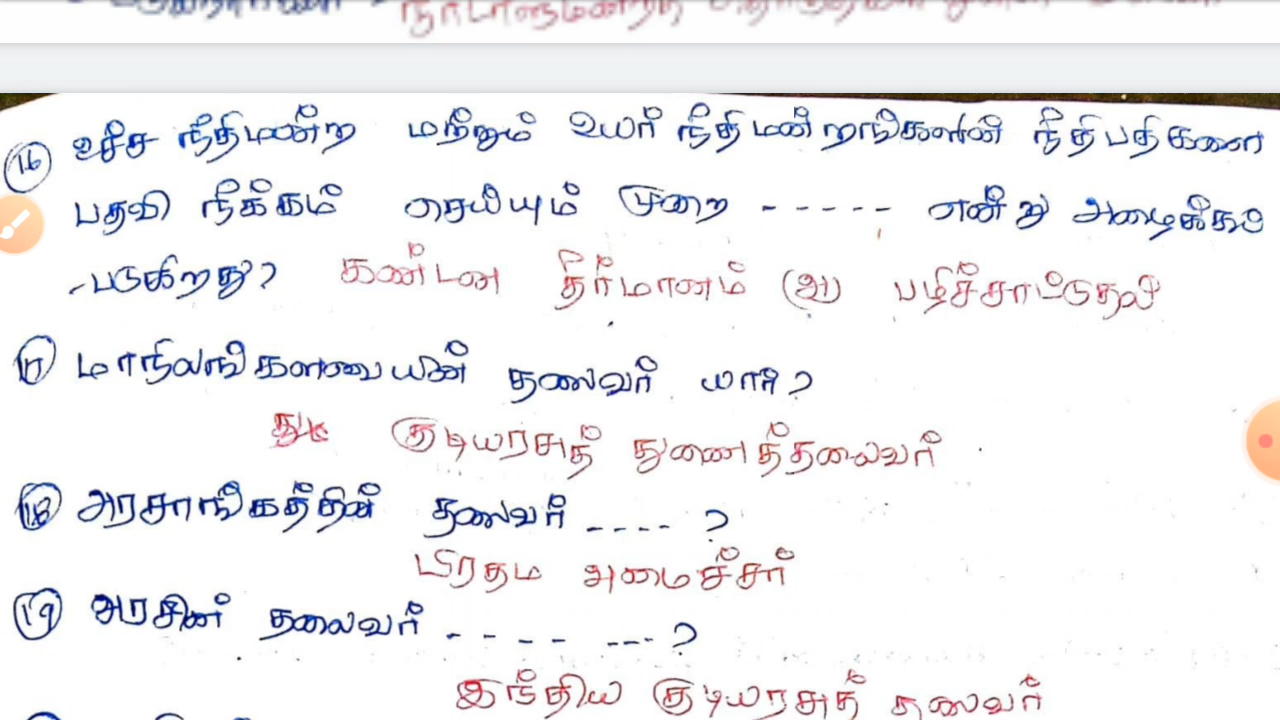 16 உச்ச நீதிமன்ற மற்றும் உயர் நீதிமன்றங்களின் நீதிபதிகளை
பதவி நீக்கம் செய்யும் முறை ----- என்று அழைக்கப்
படுகிறது? கண்டன தீர்மானம் (அ) பழிச்சாட்டுதல்
17 மாநிலங்களவையின் தலைவர் யார்?
குடியரசுத் துணைத்தலைவர்
18 அரசாங்கத்தின் தலைவர் ----?
பிரதம அமைச்சர்
19 அரசின் தலைவர் ---- ---?
இந்திய குடியரசுத் தலைவர்